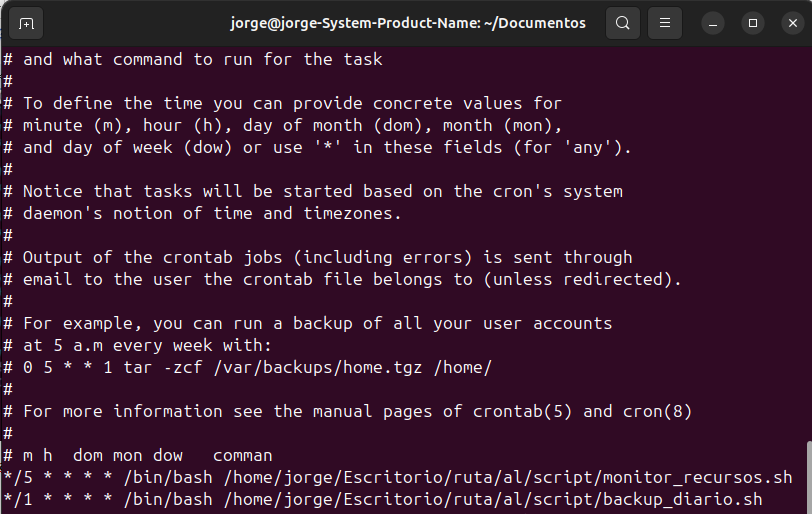 jorge@jorge-System-Product-Name: ~/Documentos
# and what command to run for the task
#
# To define the time you can provide concrete values for
# minute (m), hour (h), day of month (dom), month (mon),
# and day of week (dow) or use '*' in these fields (for 'any').
#
# Notice that tasks will be started based on the cron's system
# daemon's notion of time and timezones.
#
# Output of the crontab jobs (including errors) is sent through
# email to the user the crontab file belongs to (unless redirected).
#
# For example, you can run a backup of all your user accounts
# at 5 a.m every week with:
# 0 5 * * 1 tar -zcf /var/backups/home.tgz /home/
#
# For more information see the manual pages of crontab(5) and cron(8)
#
# m h  dom mon dow   comman
*/5 * * * * /bin/bash /home/jorge/Escritorio/ruta/al/script/monitor_recursos.sh
*/1 * * * * /bin/bash /home/jorge/Escritorio/ruta/al/script/backup_diario.sh